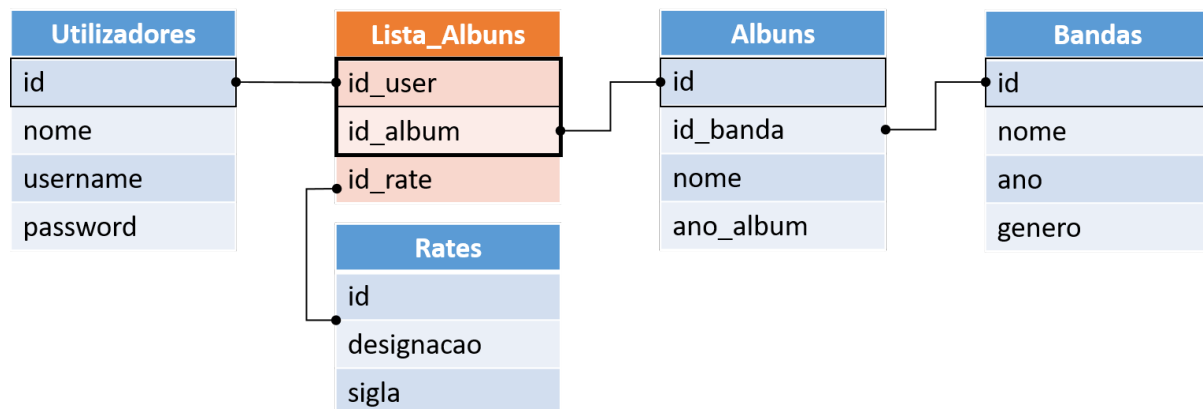 Utilizadores
id
nome
username
password
Lista_Albuns
id_user
id_album
id_rate
Rates
id
designacao
sigla
Albuns
id
id_banda
nome
ano_album
Bandas
id
nome
ano
genero